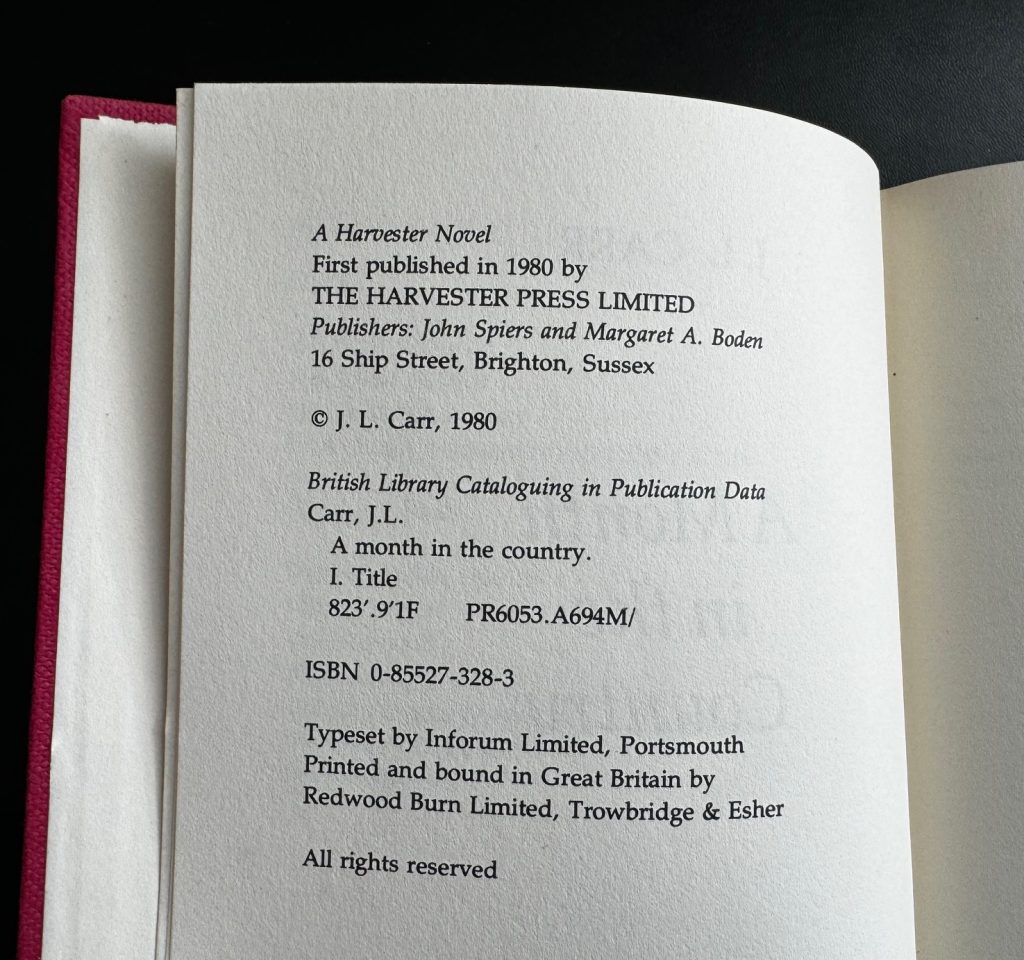 A Harvester Novel
First published in 1980 by
THE HARVESTER PRESS LIMITED
Publishers: John Spiers and Margaret A. Boden
16 Ship Street, Brighton, Sussex
© J. L. Carr, 1980
British Library Cataloguing in Publication Data
Carr, J.L.
A month in the country.
I. Title
823′.9′1F PR6053.A694M/
ISBN 0-85527-328-3
Typeset by Inforum Limited, Portsmouth
Printed and bound in Great Britain by
Redwood Burn Limited, Trowbridge & Esher
All rights reserved